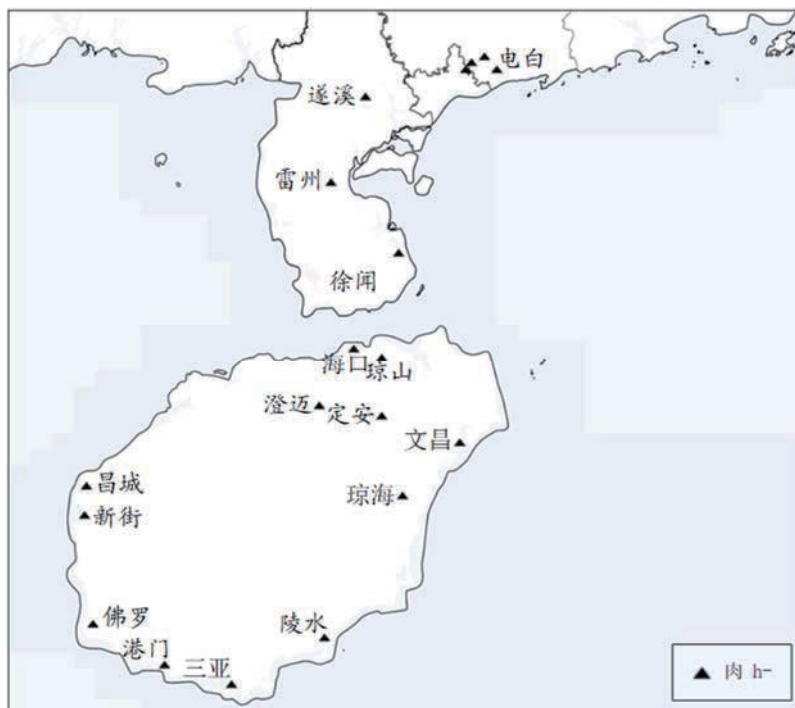 电白
遂溪
雷州
徐闻
海口
琼山
澄迈
定安
文昌
昌城
琼海
新街
佛罗
陵水
港门
三亚
肉 h-